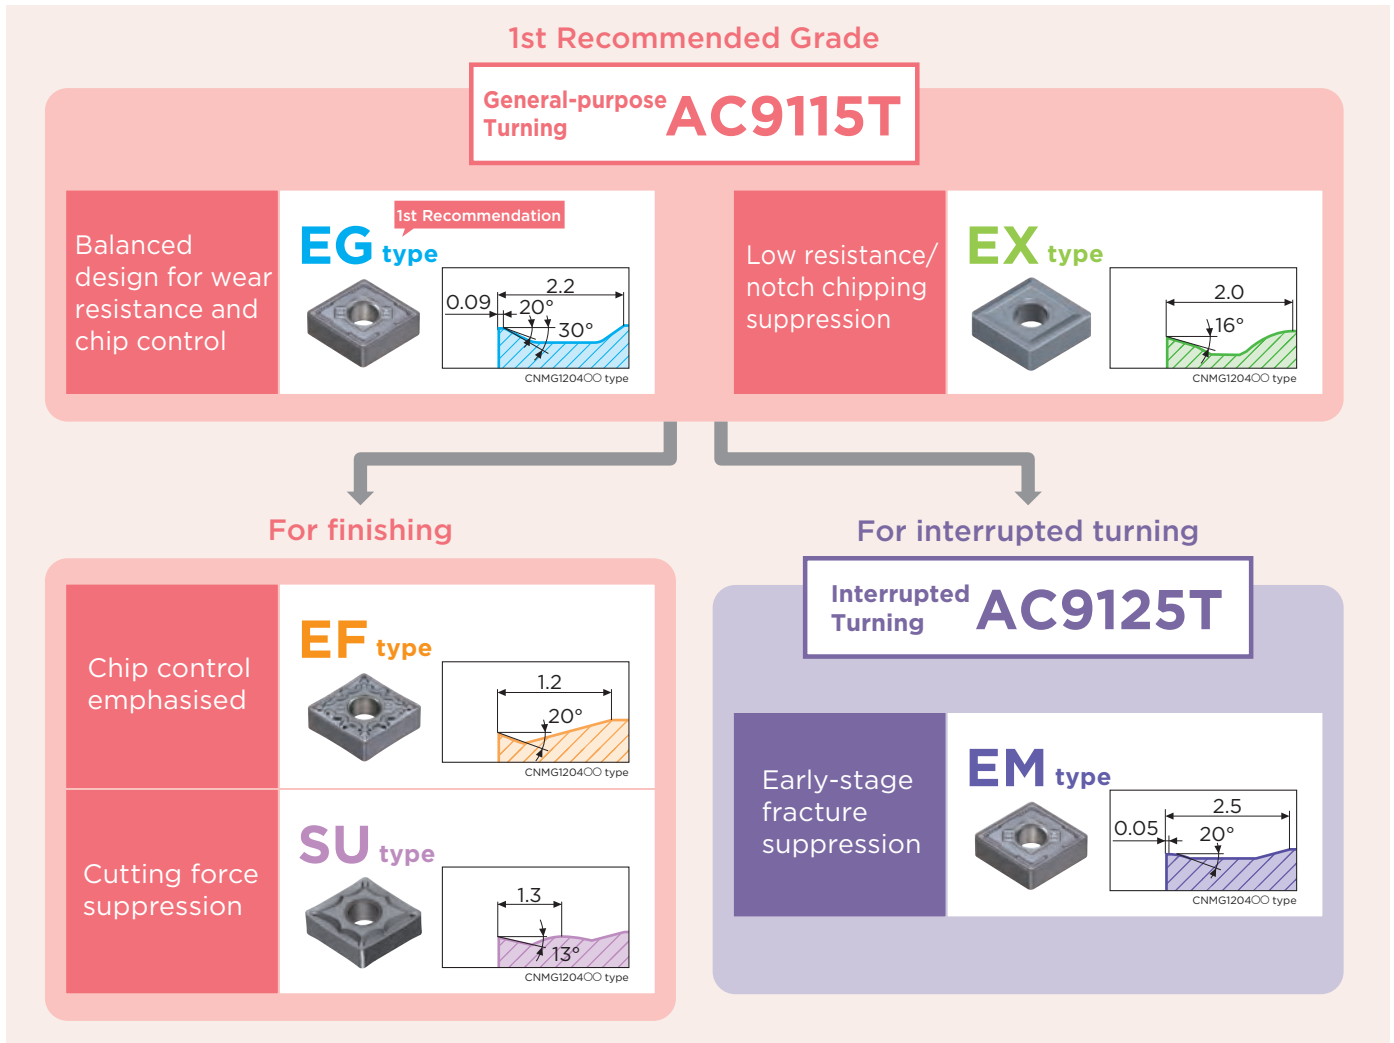 1st Recommended Grade
General-purpose
Turning
AC9115T
Balanced
design for wear
resistance and
chip control
1st Recommendation
EG type
0.09
2.2
20°
30°
CNMG1204○○ type
Low resistance/
notch chipping
suppression
EX type
2.0
16°
CNMG1204○○ type
For finishing
Chip control
emphasised
EF type
1.2
20°
CNMG1204○○ type
Cutting force
suppression
SU type
1.3
13°
CNMG1204○○ type
For interrupted turning
Interrupted
Turning
AC9125T
Early-stage
fracture
suppression
EM type
0.05
2.5
20°
CNMG1204○○ type